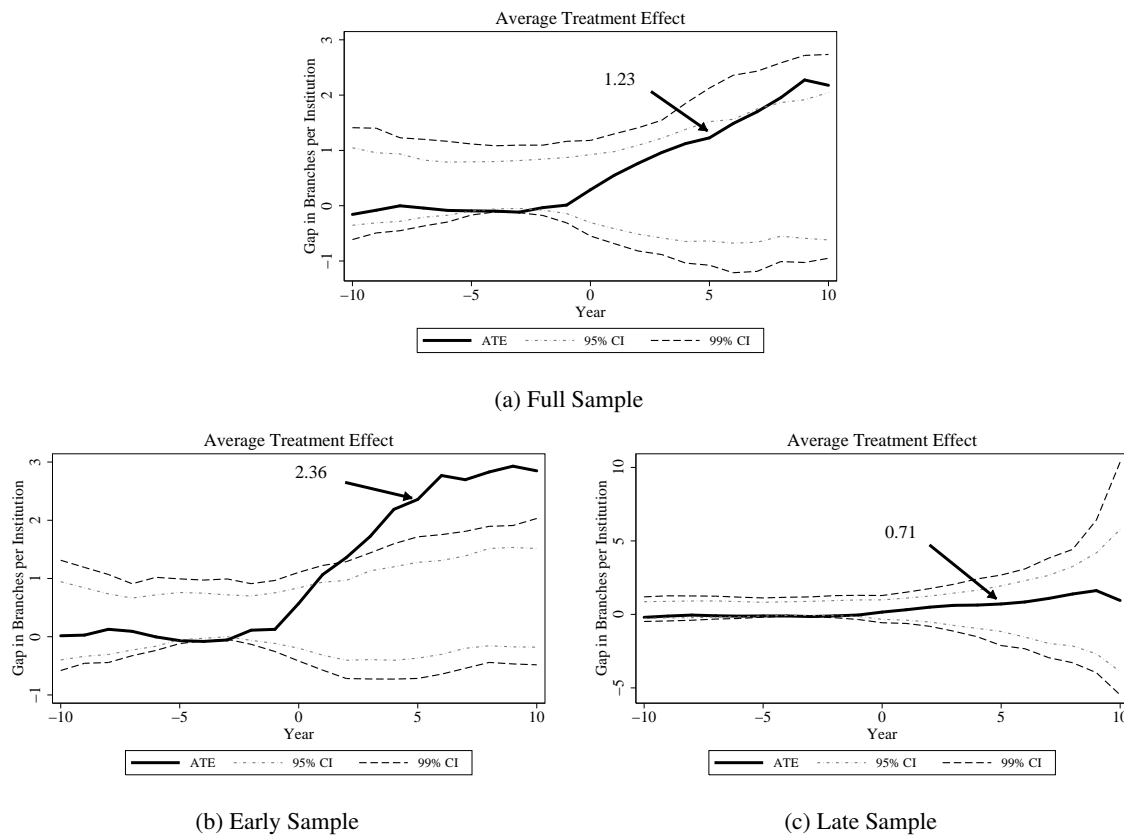 Average Treatment Effect
Gap in Branches per Institution
3
2
1
0
−1
1.23
−10 −5 0 5 10
Year
ATE 95% CI 99% CI
(a) Full Sample
Average Treatment Effect
Gap in Branches per Institution
3
2
1
0
−1
2.36
−10 −5 0 5 10
Year
ATE 95% CI 99% CI
(b) Early Sample
Average Treatment Effect
Gap in Branches per Institution
10
5
0
−5
0.71
−10 −5 0 5 10
Year
ATE 95% CI 99% CI
(c) Late Sample